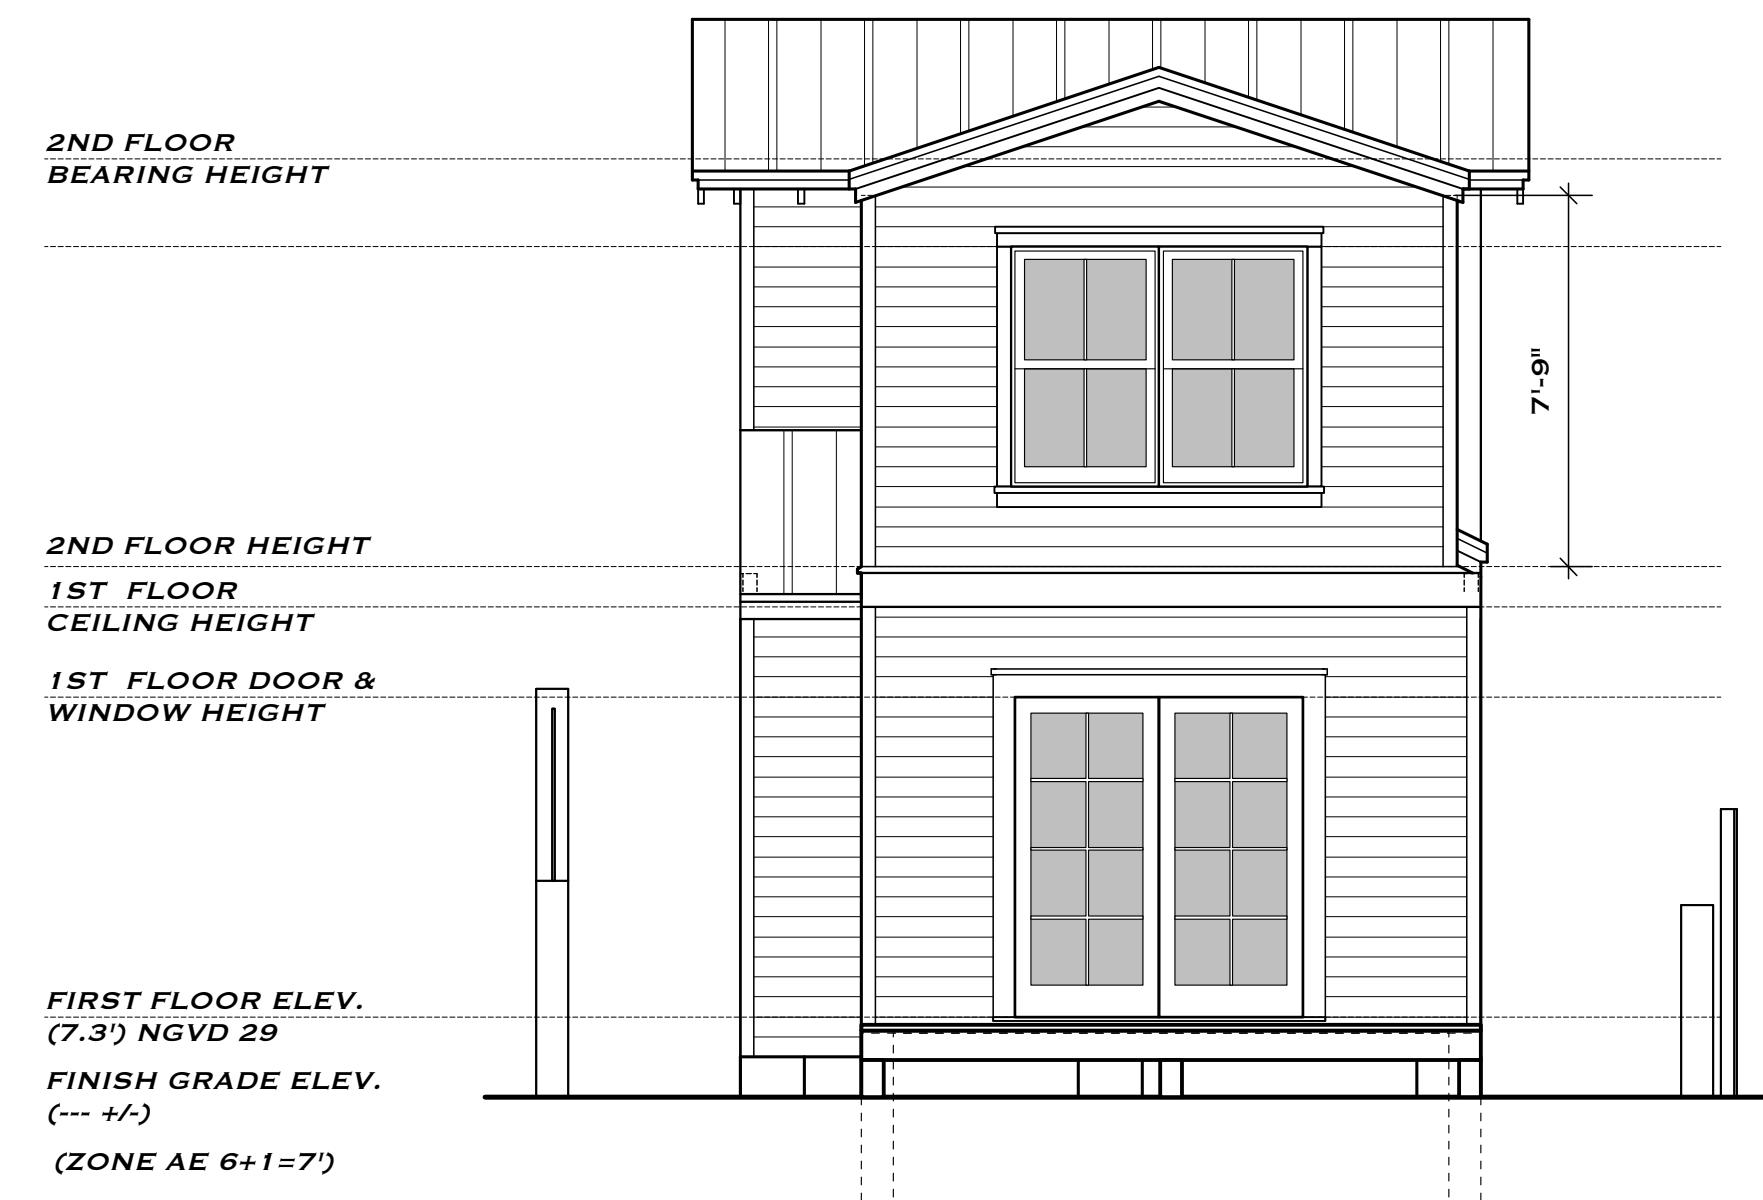 2ND FLOOR
BEARING HEIGHT
7'-9"
2ND FLOOR HEIGHT
1ST FLOOR
CEILING HEIGHT
1ST FLOOR DOOR &
WINDOW HEIGHT
FIRST FLOOR ELEV.
(7.3') NGVD 29
FINISH GRADE ELEV.
(--- +/-)
(ZONE AE 6+1=7')